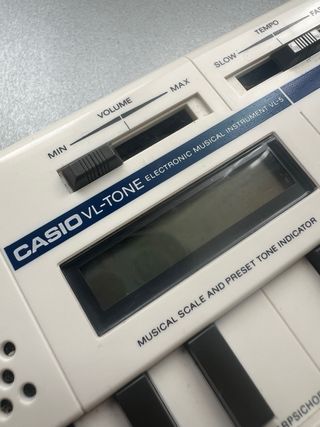 SLOW TEMPO
MIN VOLUME MAX
CASIO VL-TONE ELECTRONIC MUSICAL INSTRUMENT VL-5
MUSICAL SCALE AND PRESET TONE INDICATOR